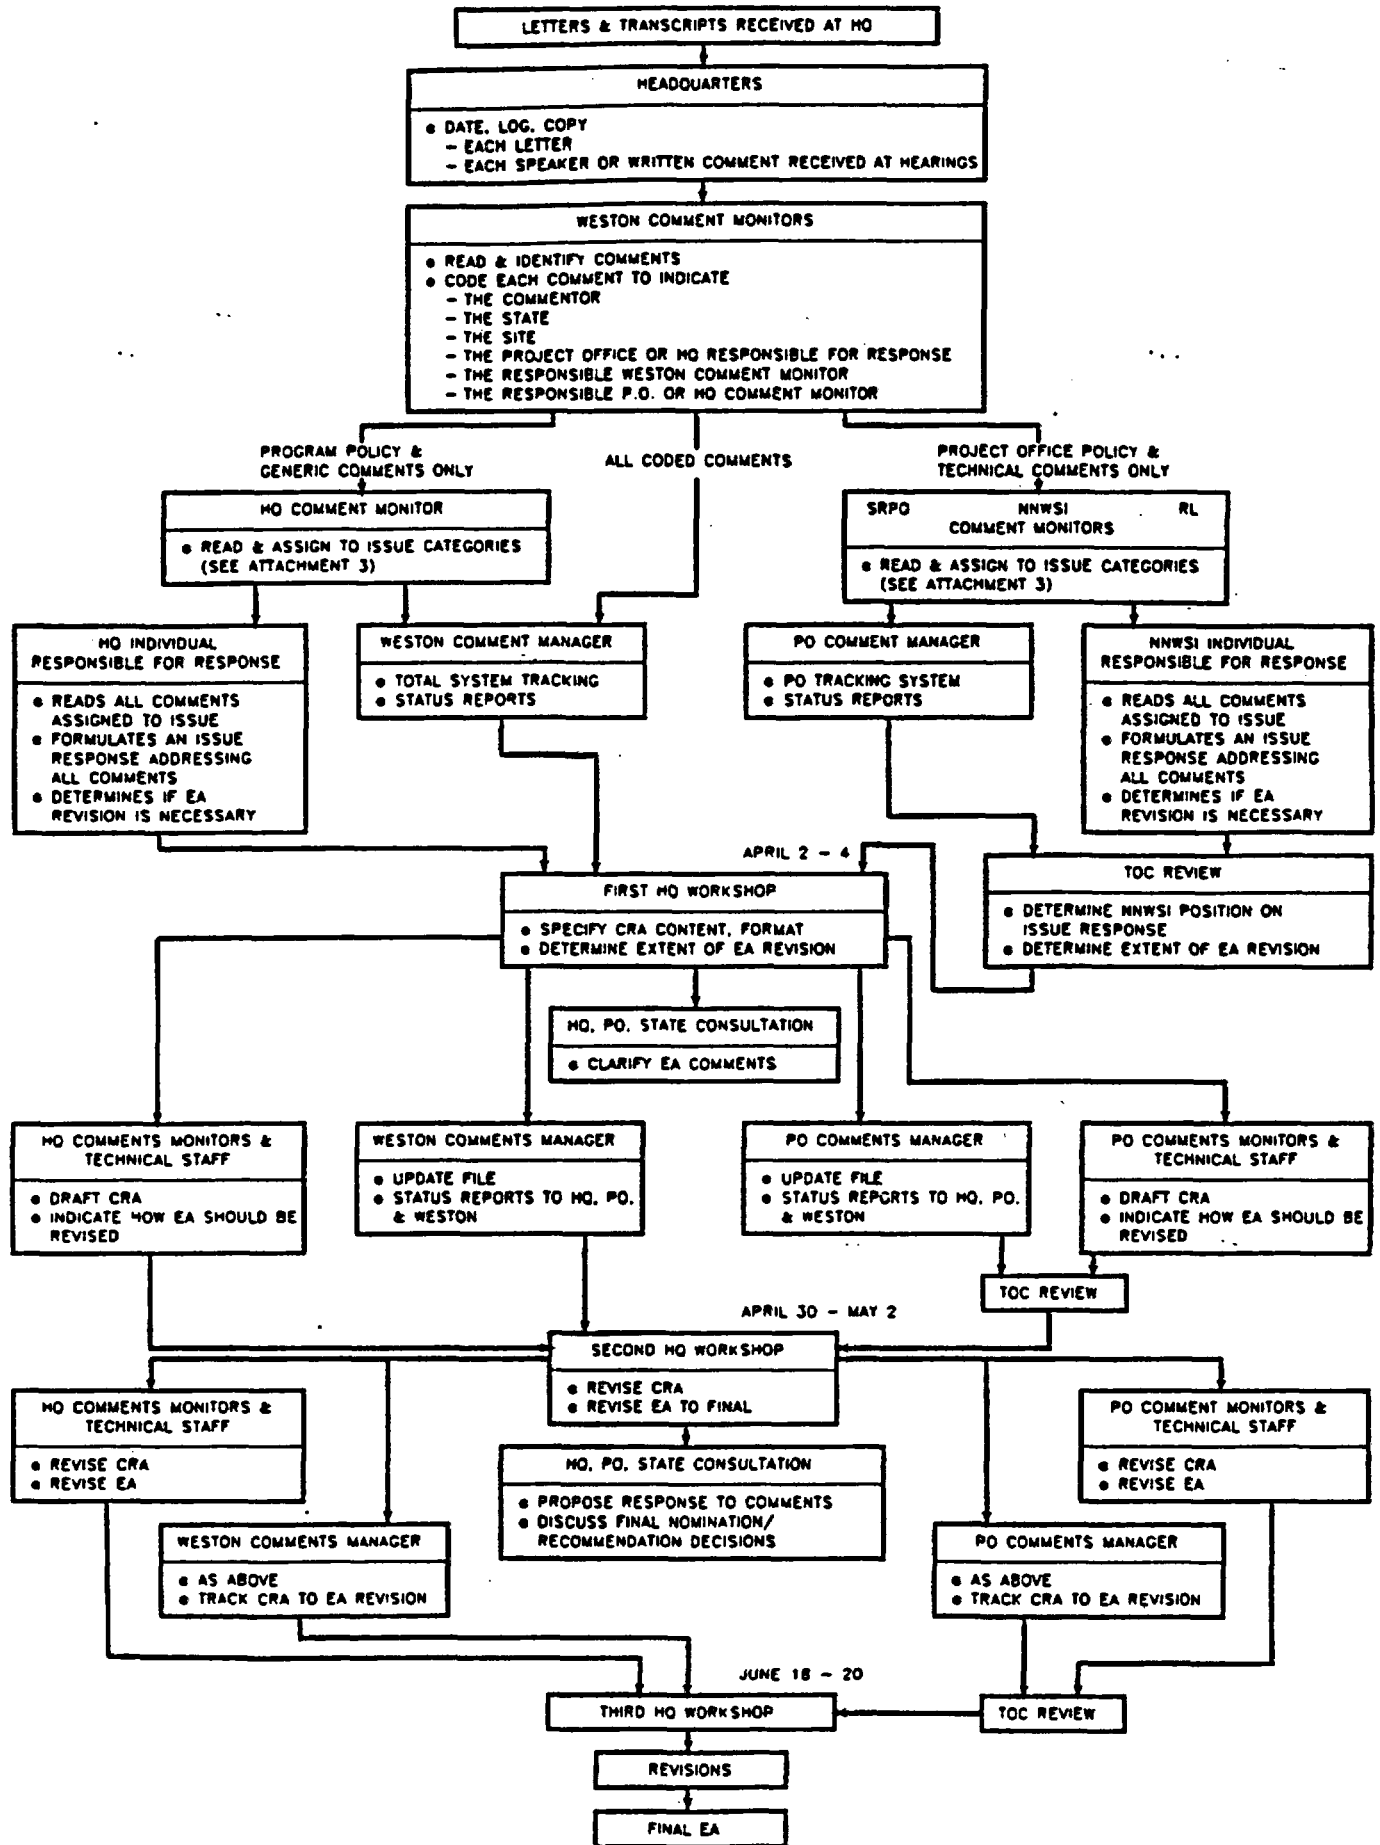 LETTERS & TRANSCRIPTS RECEIVED AT HQ
HEADQUARTERS
● DATE, LOG, COPY
– EACH LETTER
– EACH SPEAKER OR WRITTEN COMMENT RECEIVED AT HEARINGS
WESTON COMMENT MONITORS
● READ & IDENTIFY COMMENTS
● CODE EACH COMMENT TO INDICATE
– THE COMMENTOR
– THE STATE
– THE SITE
– THE PROJECT OFFICE OR HQ RESPONSIBLE FOR RESPONSE
– THE RESPONSIBLE WESTON COMMENT MONITOR
– THE RESPONSIBLE P.O. OR HQ COMMENT MONITOR
PROGRAM POLICY &
GENERIC COMMENTS ONLY
ALL CODED COMMENTS
PROJECT OFFICE POLICY &
TECHNICAL COMMENTS ONLY
HQ COMMENT MONITOR
● READ & ASSIGN TO ISSUE CATEGORIES
(SEE ATTACHMENT 3)
SRPO NNWSI RL
COMMENT MONITORS
● READ & ASSIGN TO ISSUE CATEGORIES
(SEE ATTACHMENT 3)
HQ INDIVIDUAL
RESPONSIBLE FOR RESPONSE
● READS ALL COMMENTS
ASSIGNED TO ISSUE
● FORMULATES AN ISSUE
RESPONSE ADDRESSING
ALL COMMENTS
● DETERMINES IF EA
REVISION IS NECESSARY
WESTON COMMENT MANAGER
● TOTAL SYSTEM TRACKING
● STATUS REPORTS
PO COMMENT MANAGER
● PO TRACKING SYSTEM
● STATUS REPORTS
NNWSI INDIVIDUAL
RESPONSIBLE FOR RESPONSE
● READS ALL COMMENTS
ASSIGNED TO ISSUE
● FORMULATES AN ISSUE
RESPONSE ADDRESSING
ALL COMMENTS
● DETERMINES IF EA
REVISION IS NECESSARY
APRIL 2 – 4
FIRST HQ WORKSHOP
● SPECIFY CRA CONTENT, FORMAT
● DETERMINE EXTENT OF EA REVISION
TOC REVIEW
● DETERMINE NNWSI POSITION ON
ISSUE RESPONSE
● DETERMINE EXTENT OF EA REVISION
HQ, PO, STATE CONSULTATION
● CLARIFY EA COMMENTS
HQ COMMENTS MONITORS &
TECHNICAL STAFF
● DRAFT CRA
● INDICATE HOW EA SHOULD BE
REVISED
WESTON COMMENTS MANAGER
● UPDATE FILE
● STATUS REPORTS TO HQ, PO,
& WESTON
PO COMMENTS MANAGER
● UPDATE FILE
● STATUS REPORTS TO HQ, PO,
& WESTON
PO COMMENTS MONITORS &
TECHNICAL STAFF
● DRAFT CRA
● INDICATE HOW EA SHOULD BE
REVISED
TOC REVIEW
APRIL 30 – MAY 2
SECOND HQ WORKSHOP
● REVISE CRA
● REVISE EA TO FINAL
HQ COMMENTS MONITORS &
TECHNICAL STAFF
● REVISE CRA
● REVISE EA
PO COMMENT MONITORS &
TECHNICAL STAFF
● REVISE CRA
● REVISE EA
HQ, PO, STATE CONSULTATION
● PROPOSE RESPONSE TO COMMENTS
● DISCUSS FINAL NOMINATION/
RECOMMENDATION DECISIONS
WESTON COMMENTS MANAGER
● AS ABOVE
● TRACK CRA TO EA REVISION
PO COMMENTS MANAGER
● AS ABOVE
● TRACK CRA TO EA REVISION
JUNE 18 – 20
THIRD HQ WORKSHOP
TOC REVIEW
REVISIONS
FINAL EA